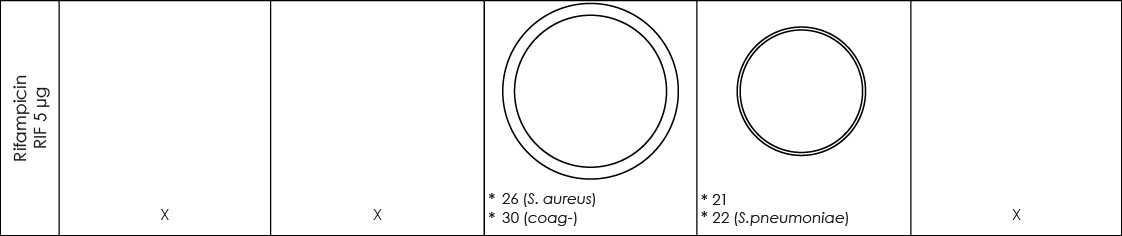 Rifampicin
RIF 5 µg
X
X
* 26 (S. aureus)
* 30 (coag-)
* 21
* 22 (S.pneumoniae)
X